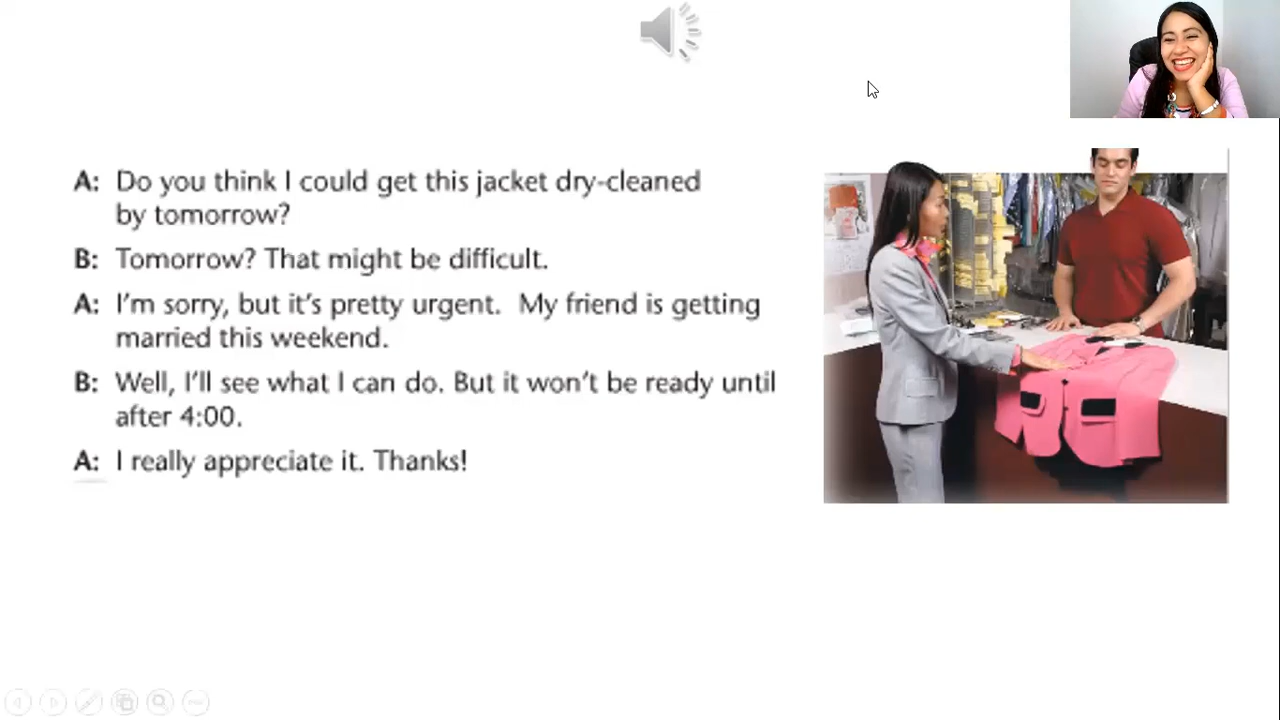 A: Do you think I could get this jacket dry-cleaned
by tomorrow?
B: Tomorrow? That might be difficult.
A: I'm sorry, but it's pretty urgent. My friend is getting
married this weekend.
B: Well, I'll see what I can do. But it won't be ready until
after 4:00.
A: I really appreciate it. Thanks!